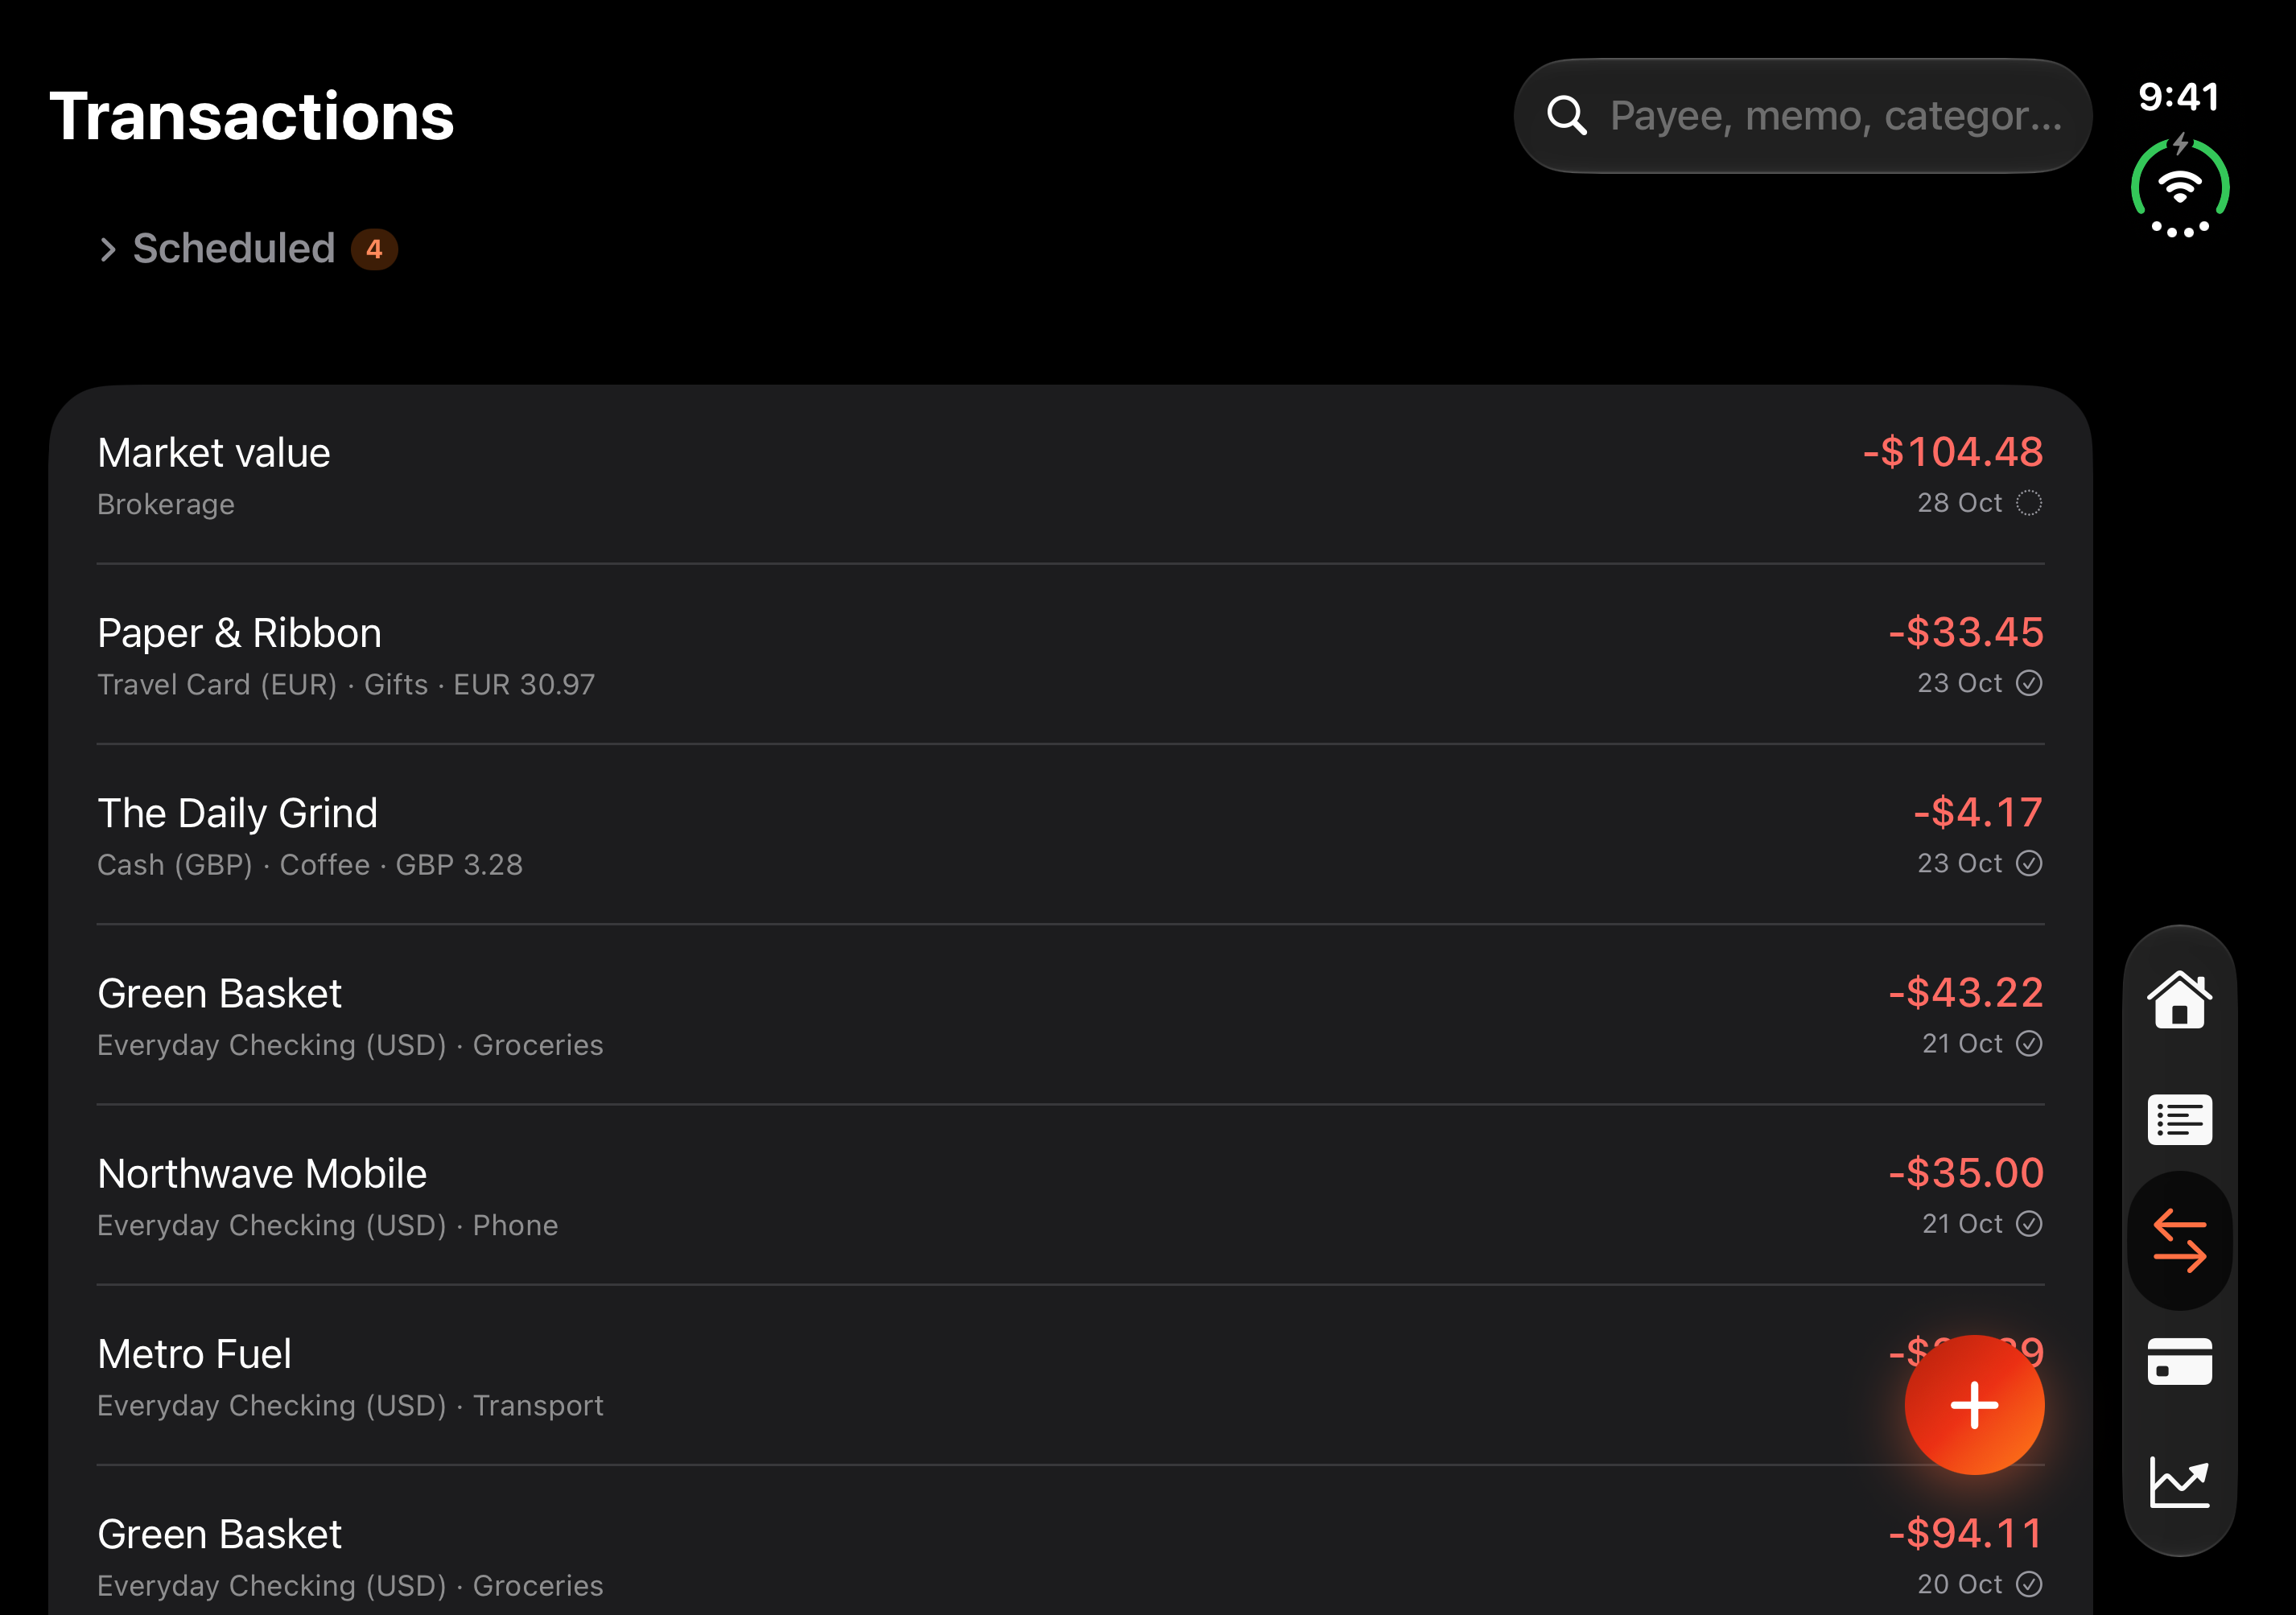 Transactions
Payee, memo, categor...
9:41
Scheduled 4
Market value
-$104.48
Brokerage
28 Oct
Paper & Ribbon
-$33.45
Travel Card (EUR) · Gifts · EUR 30.97
23 Oct
The Daily Grind
-$4.17
Cash (GBP) · Coffee · GBP 3.28
23 Oct
Green Basket
-$43.22
Everyday Checking (USD) · Groceries
21 Oct
Northwave Mobile
-$35.00
Everyday Checking (USD) · Phone
21 Oct
Metro Fuel
Everyday Checking (USD) · Transport
Green Basket
-$94.11
Everyday Checking (USD) · Groceries
20 Oct